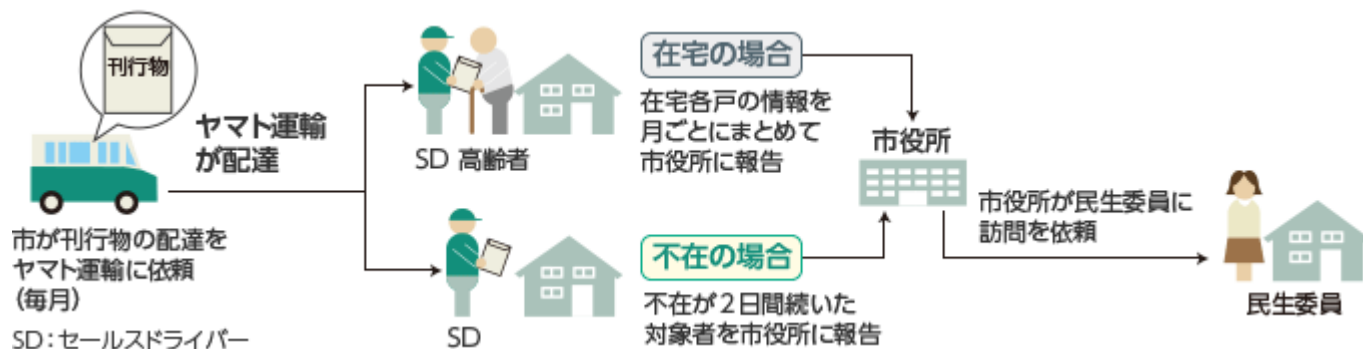 刊行物
ヤマト運輸
が配達
市が刊行物の配達を
ヤマト運輸に依頼
(毎月)
SD:セールスドライバー
SD 高齢者
在宅の場合
在宅各戸の情報を
月ごとにまとめて
市役所に報告
SD
不在の場合
不在が2日間続いた
対象者を市役所に報告
市役所
市役所が民生委員に
訪問を依頼
民生委員